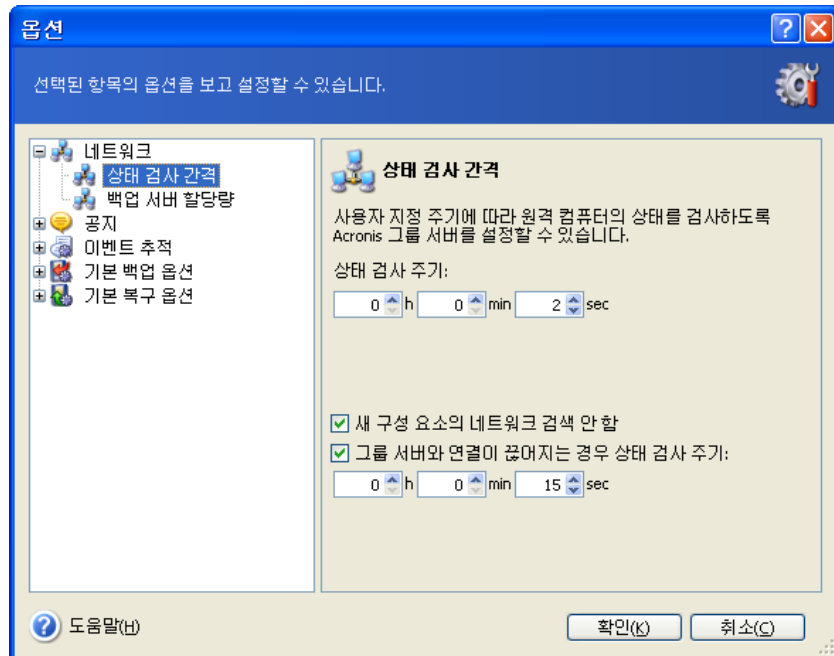 옵션
선택된 항목의 옵션을 보고 설정할 수 있습니다.
네트워크
상태 검사 간격
백업 서버 할당량
공지
이벤트 추적
기본 백업 옵션
기본 복구 옵션
상태 검사 간격
사용자 지정 주기에 따라 원격 컴퓨터의 상태를 검사하도록
Acronis 그룹 서버를 설정할 수 있습니다.
상태 검사 주기:
0 h 0 min 2 sec
새 구성 요소의 네트워크 검색 안 함
그룹 서버와 연결이 끊어지는 경우 상태 검사 주기:
0 h 0 min 15 sec
도움말(H)
확인(K) 취소(C)